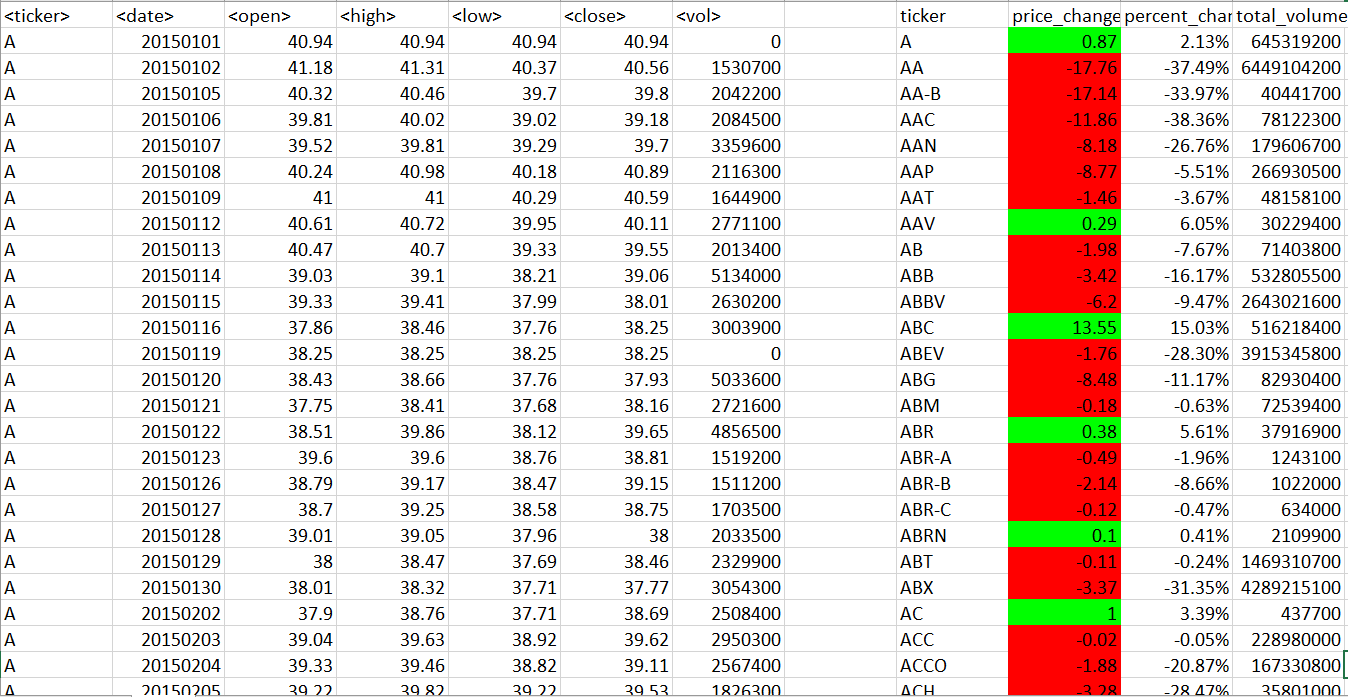 <ticker> <date> <open> <high> <low> <close> <vol> ticker price_change percent_char total_volume
A 20150101 40.94 40.94 40.94 40.94 0 A 0.87 2.13% 645319200
A 20150102 41.18 41.31 40.37 40.56 1530700 AA -17.76 -37.49% 6449104200
A 20150105 40.32 40.46 39.7 39.8 2042200 AA-B -17.14 -33.97% 40441700
A 20150106 39.81 40.02 39.02 39.18 2084500 AAC -11.86 -38.36% 78122300
A 20150107 39.52 39.81 39.29 39.7 3359600 AAN -8.18 -26.76% 179606700
A 20150108 40.24 40.98 40.18 40.89 2116300 AAP -8.77 -5.51% 266930500
A 20150109 41 41 40.29 40.59 1644900 AAT -1.46 -3.67% 48158100
A 20150112 40.61 40.72 39.95 40.11 2771100 AAV 0.29 6.05% 30229400
A 20150113 40.47 40.7 39.33 39.55 2013400 AB -1.98 -7.67% 71403800
A 20150114 39.03 39.1 38.21 39.06 5134000 ABB -3.42 -16.17% 532805500
A 20150115 39.33 39.41 37.99 38.01 2630200 ABBV -6.2 -9.47% 2643021600
A 20150116 37.86 38.46 37.76 38.25 3003900 ABC 13.55 15.03% 516218400
A 20150119 38.25 38.25 38.25 38.25 0 ABEV -1.76 -28.30% 3915345800
A 20150120 38.43 38.66 37.76 37.93 5033600 ABG -8.48 -11.17% 82930400
A 20150121 37.75 38.41 37.68 38.16 2721600 ABM -0.18 -0.63% 72539400
A 20150122 38.51 39.86 38.12 39.65 4856500 ABR 0.38 5.61% 37916900
A 20150123 39.6 39.6 38.76 38.81 1519200 ABR-A -0.49 -1.96% 1243100
A 20150126 38.79 39.17 38.47 39.15 1511200 ABR-B -2.14 -8.66% 1022000
A 20150127 38.7 39.25 38.58 38.75 1703500 ABR-C -0.12 -0.47% 634000
A 20150128 39.01 39.05 37.96 38 2033500 ABRN 0.1 0.41% 2109900
A 20150129 38 38.47 37.69 38.46 2329900 ABT -0.11 -0.24% 1469310700
A 20150130 38.01 38.32 37.71 37.77 3054300 ABX -3.37 -31.35% 4289215100
A 20150202 37.9 38.76 37.71 38.69 2508400 AC 1 3.39% 437700
A 20150203 39.04 39.63 38.92 39.62 2950300 ACC -0.02 -0.05% 228980000
A 20150204 39.33 39.46 38.82 39.11 2567400 ACCO -1.88 -20.87% 167330800
A 20150205 39.22 39.82 39.22 39.53 1826300 ACH -3.28 -28.47% 35801000